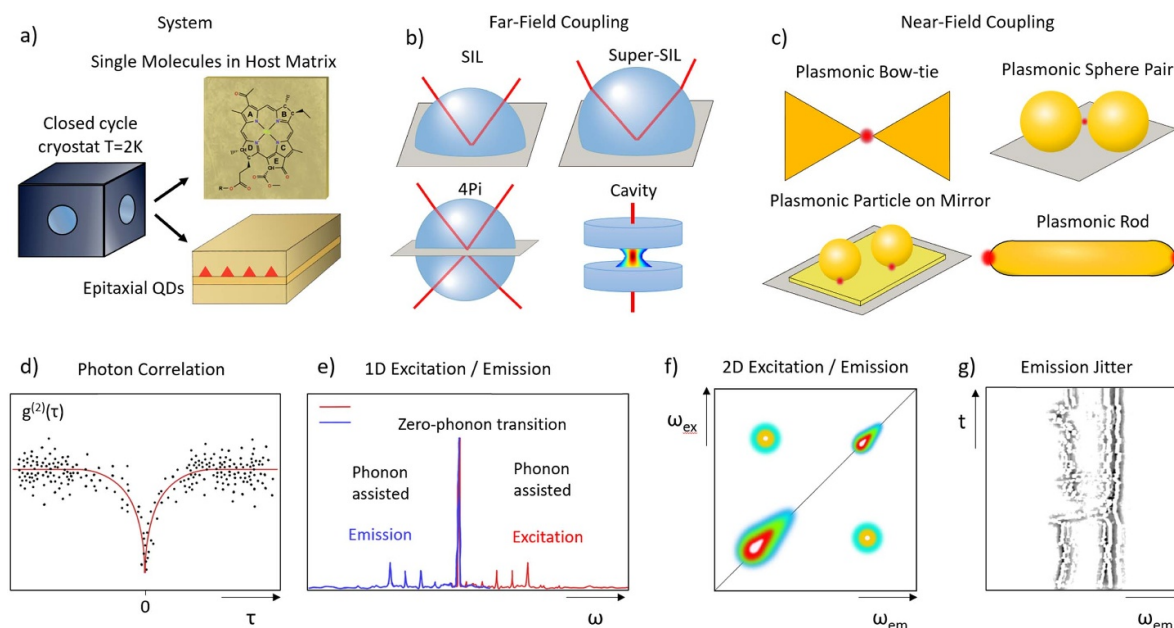 System
Far-Field Coupling
Near-Field Coupling
a)
Single Molecules in Host Matrix
Closed cycle
cryostat T=2K
A
B
D
C
E
Epitaxial QDs
b)
SIL
Super-SIL
4Pi
Cavity
c)
Plasmonic Bow-tie
Plasmonic Sphere Pair
Plasmonic Particle on Mirror
Plasmonic Rod
d)
Photon Correlation
g(2)(τ)
0
τ
e)
1D Excitation / Emission
Zero-phonon transition
Phonon
assisted
Phonon
assisted
Emission
Excitation
ω
f)
2D Excitation / Emission
ωex
ωem
g)
Emission Jitter
t
ωem